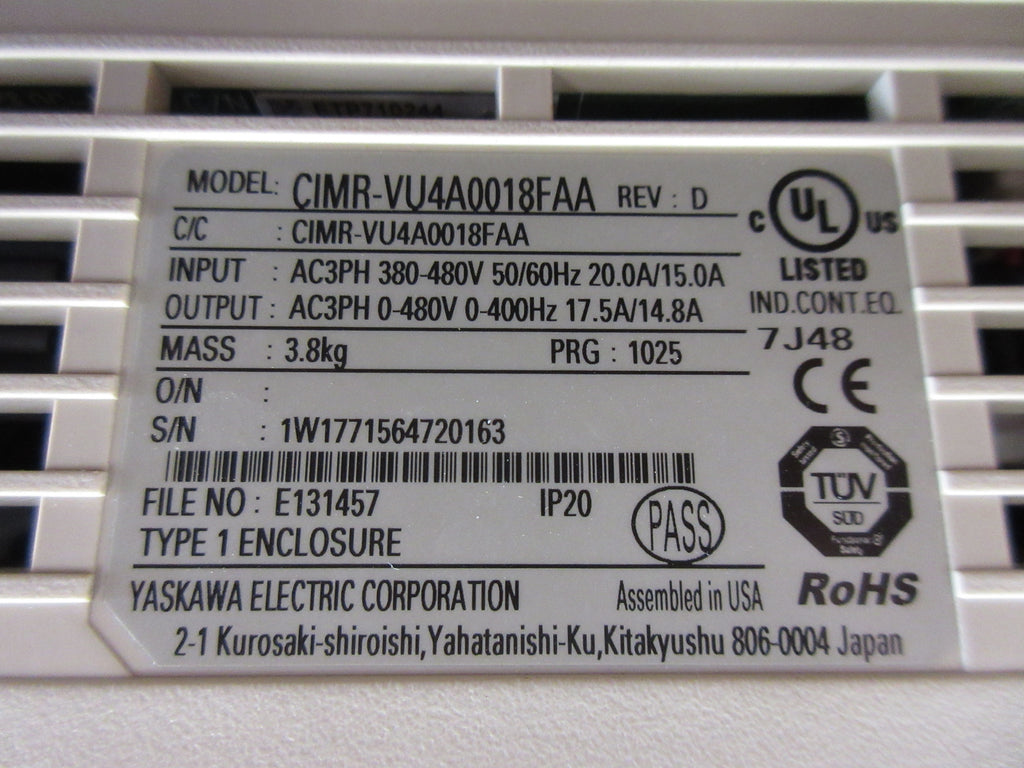 MODEL: CIMR-VU4A0018FAA REV : D
C/C : CIMR-VU4A0018FAA
INPUT : AC3PH 380-480V 50/60Hz 20.0A/15.0A
OUTPUT : AC3PH 0-480V 0-400Hz 17.5A/14.8A
MASS : 3.8kg PRG : 1025
O/N :
S/N : 1W1771564720163
FILE NO : E131457 IP20
TYPE 1 ENCLOSURE
PASS
YASKAWA ELECTRIC CORPORATION Assembled in USA
2-1 Kurosaki-shiroishi,Yahatanishi-Ku,Kitakyushu 806-0004 Japan
C UL US
LISTED
IND.CONT.EQ.
7J48
CE
TÜV
SÜD
Functional
Safety
RoHS